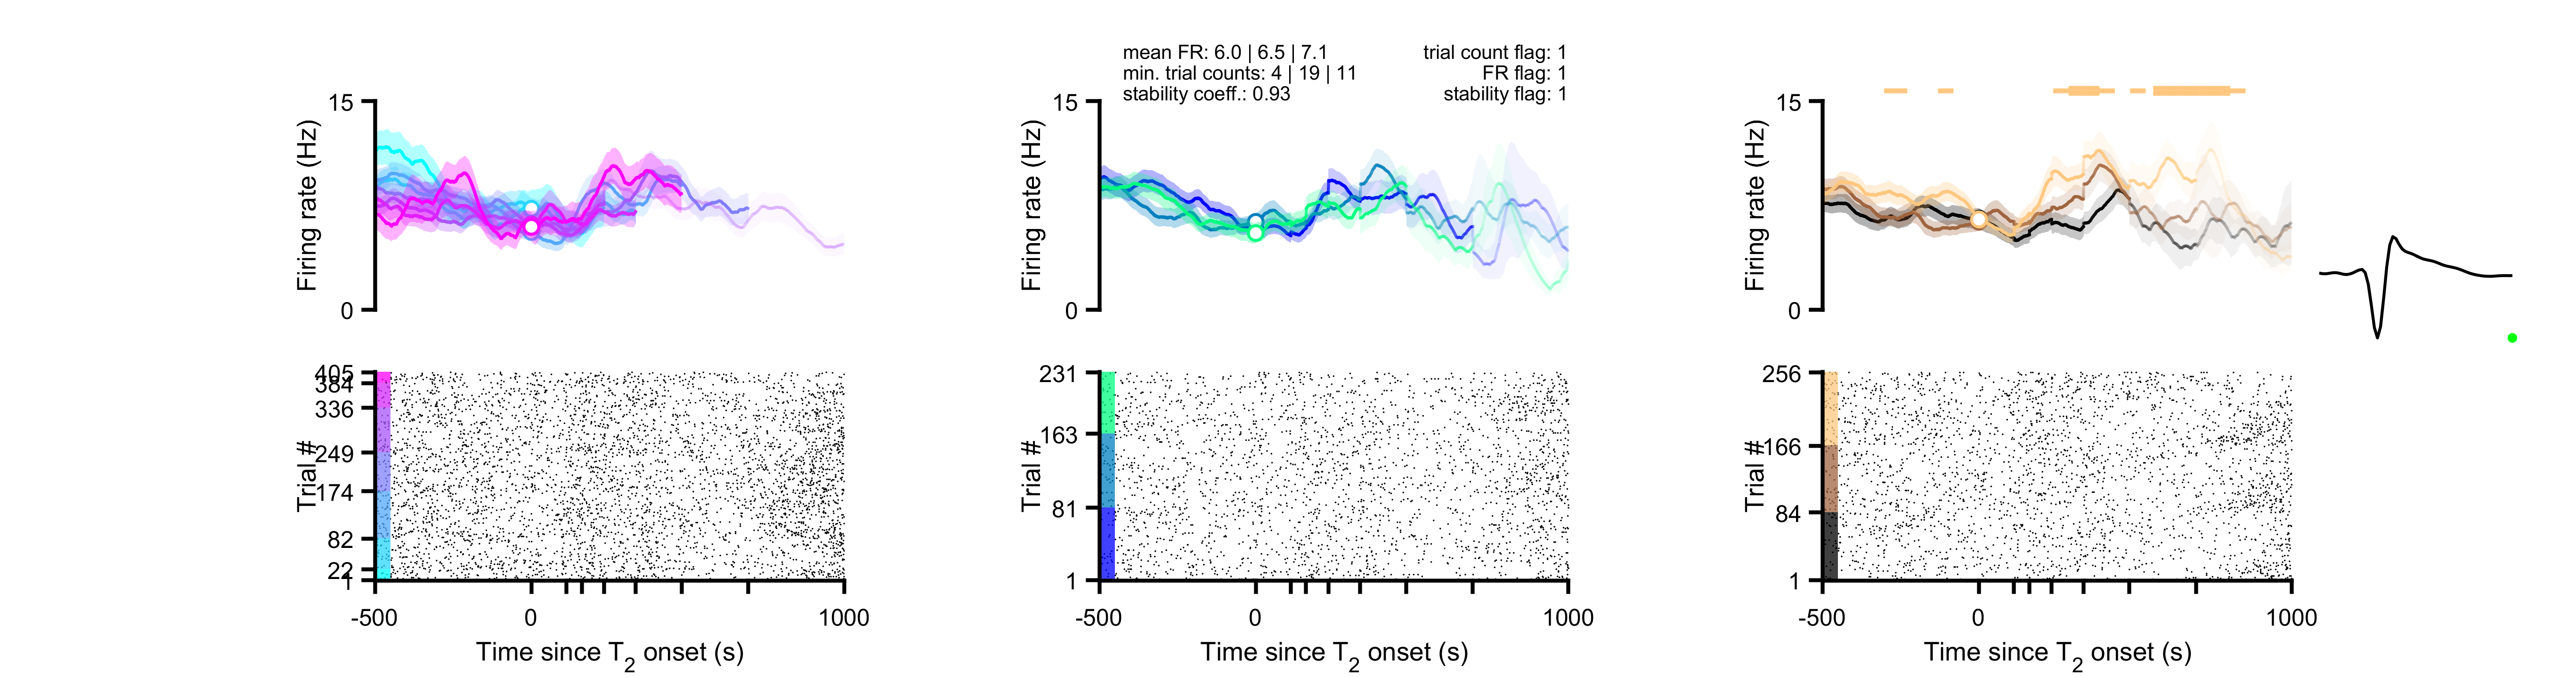 mean FR: 6.0 | 6.5 | 7.1
min. trial counts: 4 | 19 | 11
stability coeff.: 0.93
trial count flag: 1
FR flag: 1
stability flag: 1
15
Firing rate (Hz)
0
15
Firing rate (Hz)
0
15
Firing rate (Hz)
0
405
384
336
249
174
82
22
1
Trial #
-500
0
1000
Time since T2 onset (s)
231
163
81
1
Trial #
-500
0
1000
Time since T2 onset (s)
256
166
84
1
Trial #
-500
0
1000
Time since T2 onset (s)